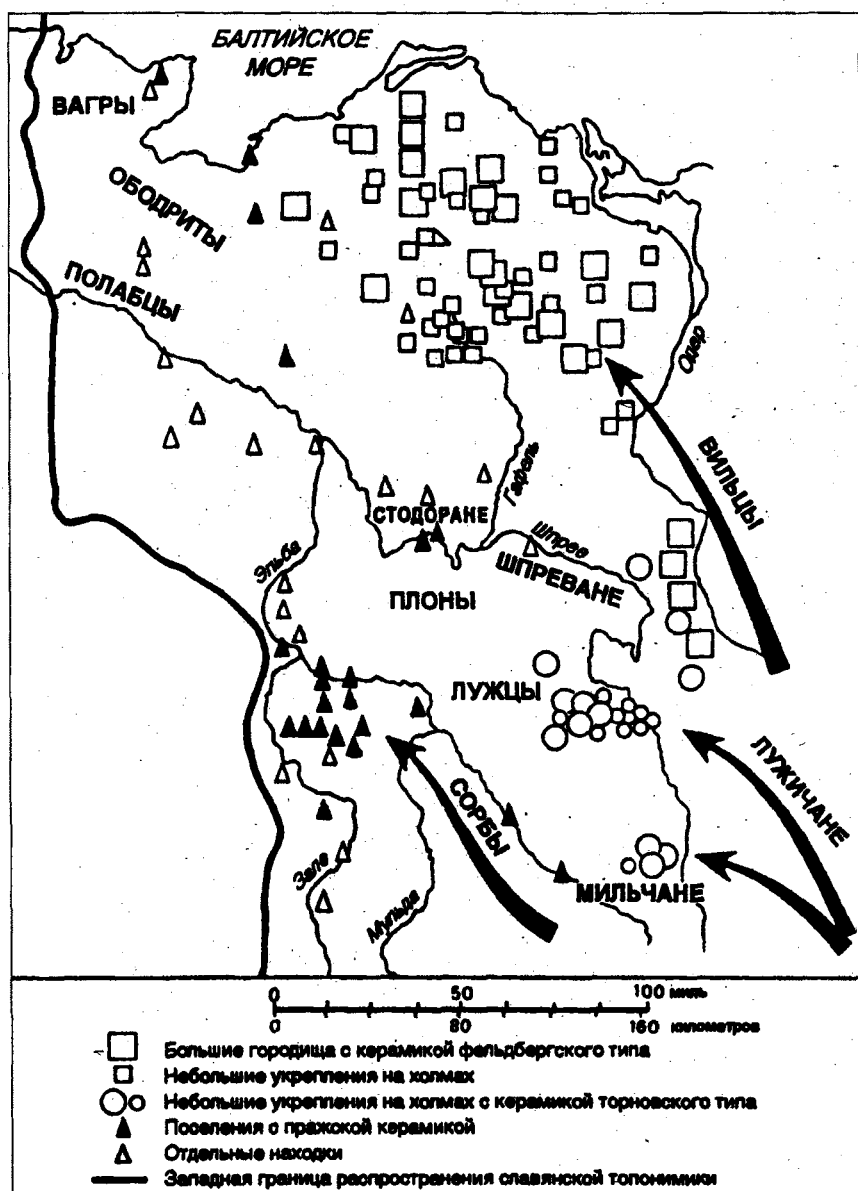 БАЛТИЙСКОЕ
МОРЕ
ВАГРЫ
ОБОДРИТЫ
ПОЛАБЦЫ
Одер
ВИЛЬЦЫ
Гафель
СТОДОРАНЕ
Шпрее
ШПРЕВАНЕ
Эльба
ПЛОНЫ
ЛУЖЦЫ
ЛУЖИЧАНЕ
СОРБЫ
Зале
Мульда
МИЛЬЧАНЕ
0 50 100 миль
0 80 160 километров
Большие городища с керамикой фельдбергского типа
Небольшие укрепления на холмах
Небольшие укрепления на холмах с керамикой торновского типа
Поселения с пражской керамикой
Отдельные находки
Западная граница распространения славянской топонимики